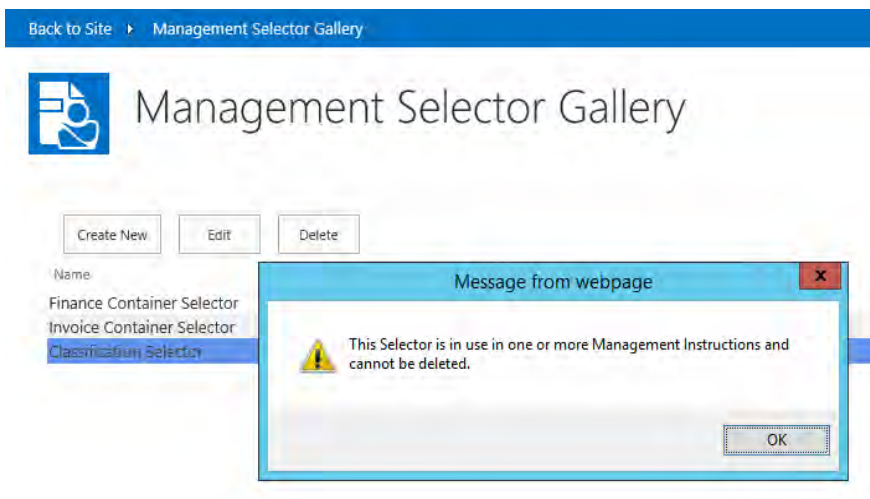 Back to Site Management Selector Gallery
Management Selector Gallery
Create New Edit Delete
Name
Finance Container Selector
Invoice Container Selector
Classification Selector
Message from webpage x
This Selector is in use in one or more Management Instructions and
cannot be deleted.
OK